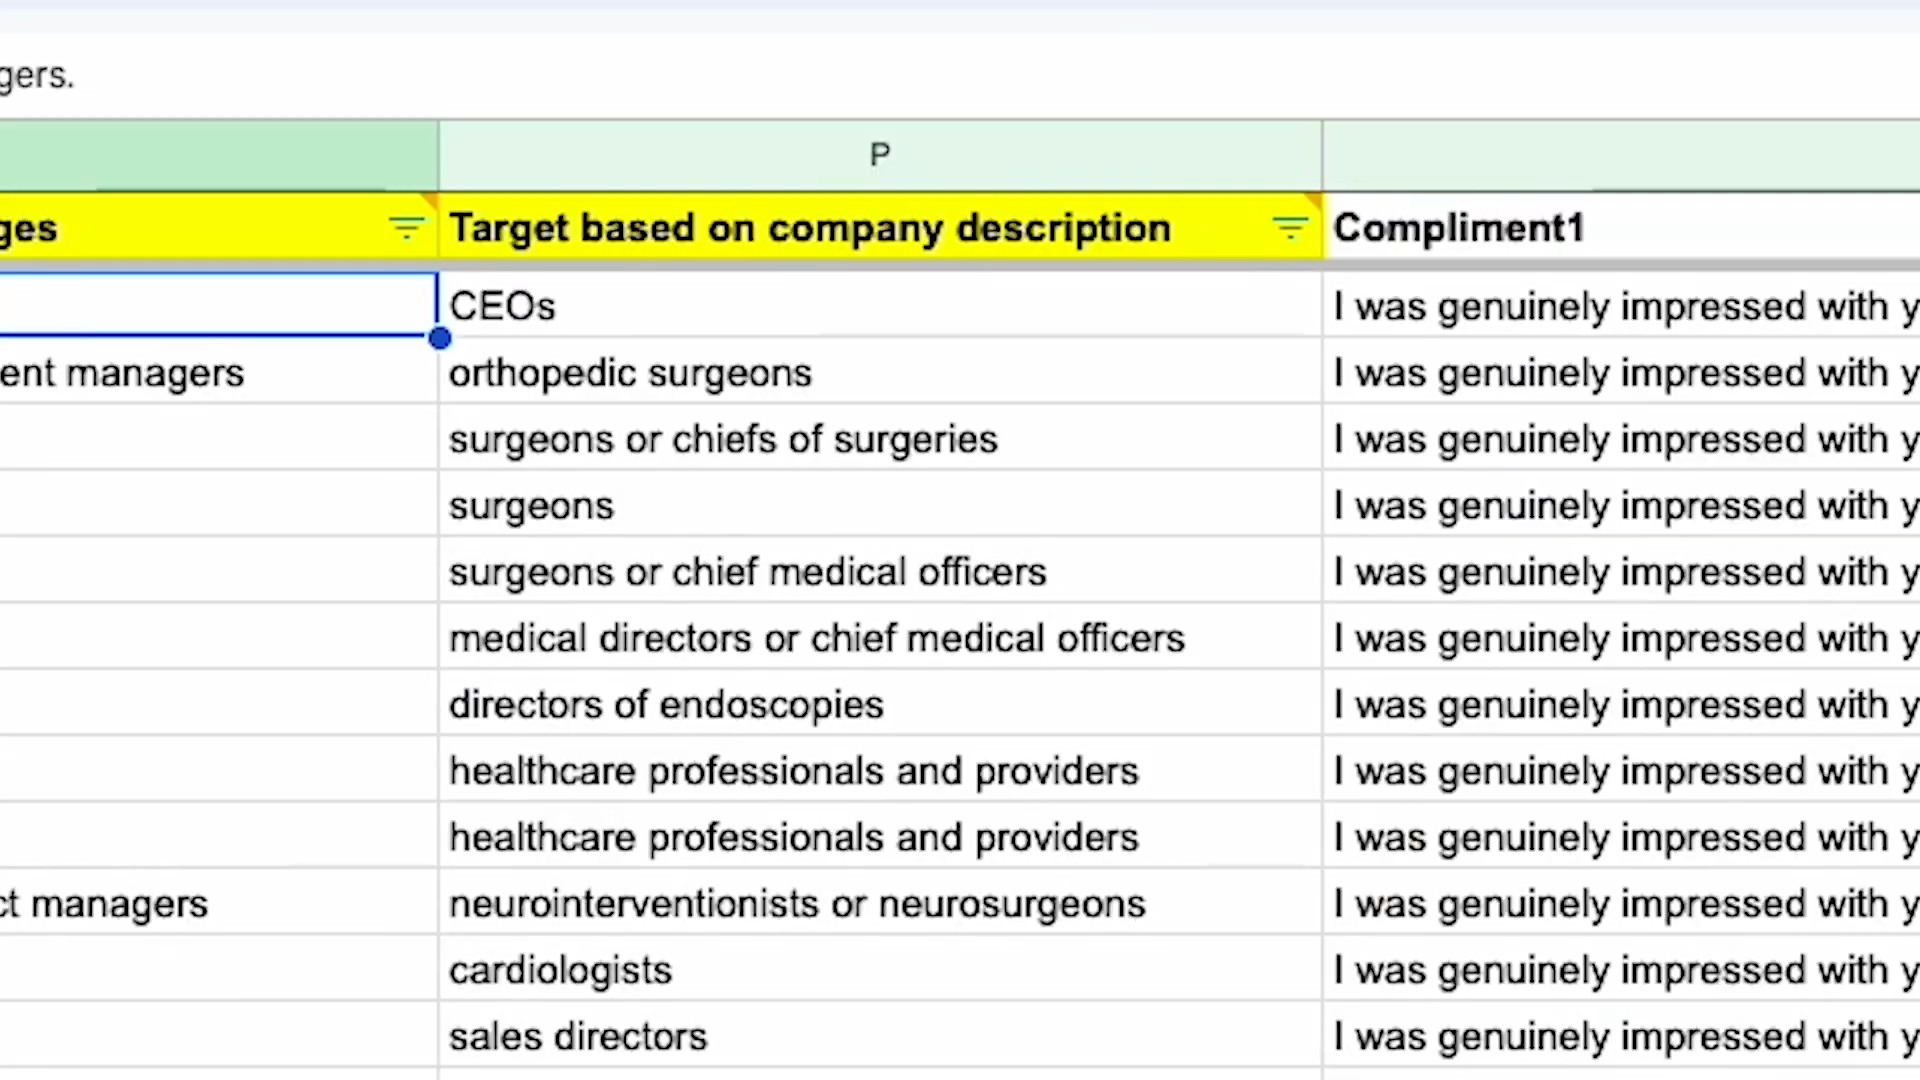 gers.
P
ges Target based on company description Compliment1
CEOs I was genuinely impressed with y
ent managers orthopedic surgeons I was genuinely impressed with y
surgeons or chiefs of surgeries I was genuinely impressed with y
surgeons I was genuinely impressed with y
surgeons or chief medical officers I was genuinely impressed with y
medical directors or chief medical officers I was genuinely impressed with y
directors of endoscopies I was genuinely impressed with y
healthcare professionals and providers I was genuinely impressed with y
healthcare professionals and providers I was genuinely impressed with y
ct managers neurointerventionists or neurosurgeons I was genuinely impressed with y
cardiologists I was genuinely impressed with y
sales directors I was genuinely impressed with y